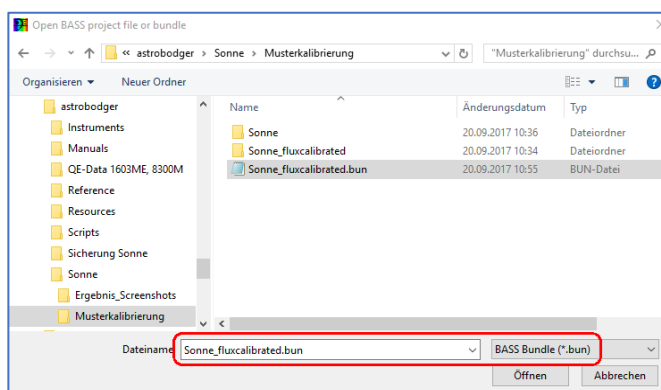 Open BASS project file or bundle
« astrobodger › Sonne › Musterkalibrierung
"Musterkalibrierung" durchsu...
Organisieren
Neuer Ordner
astrobodger
Instruments
Manuals
QE-Data 1603ME, 8300M
Reference
Resources
Scripts
Sicherung Sonne
Sonne
Ergebnis_Screenshots
Musterkalibrierung
Name Änderungsdatum Typ
Sonne 20.09.2017 10:36 Dateiordner
Sonne_fluxcalibrated 20.09.2017 10:34 Dateiordner
Sonne_fluxcalibrated.bun 20.09.2017 10:55 BUN-Datei
Dateiname Sonne_fluxcalibrated.bun BASS Bundle (*.bun)
Öffnen Abbrechen